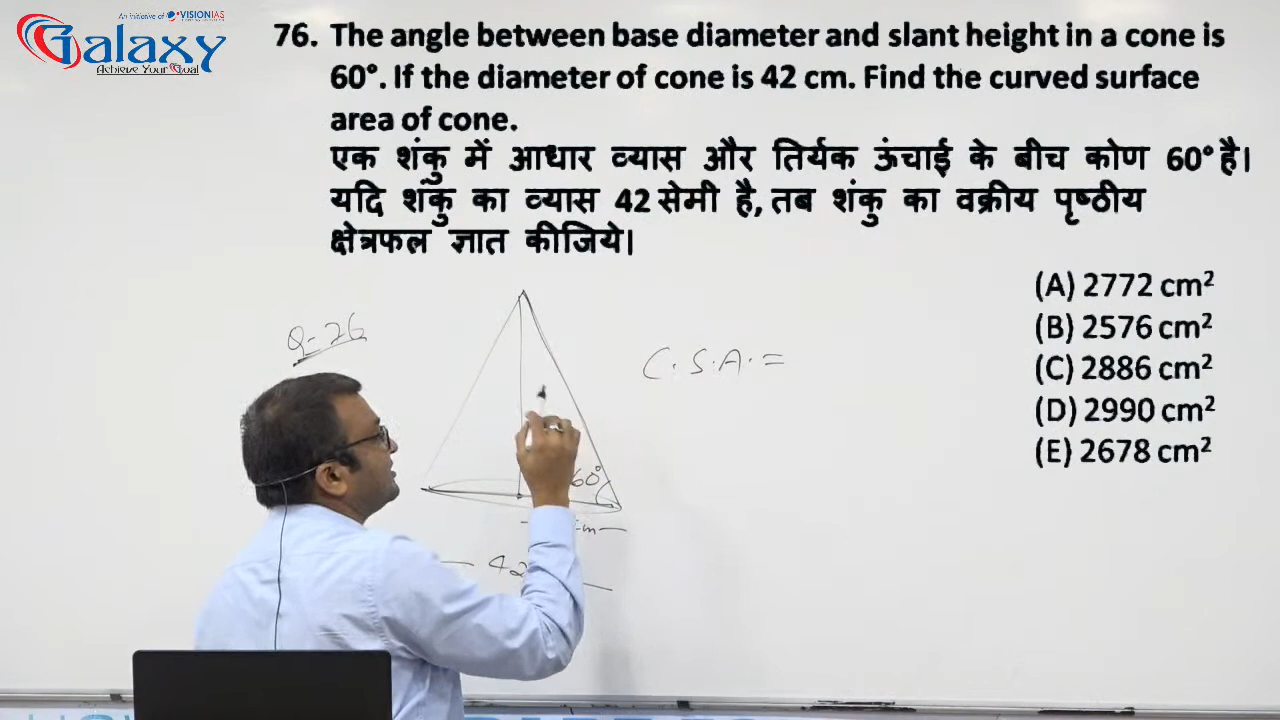 An initiative of VISIONIAS
Galaxy
Achieve Your Goal
76. The angle between base diameter and slant height in a cone is
60°. If the diameter of cone is 42 cm. Find the curved surface
area of cone.
एक शंकु में आधार व्यास और तिर्यक ऊंचाई के बीच कोण 60° है।
यदि शंकु का व्यास 42 सेमी है, तब शंकु का वक्रीय पृष्ठीय
क्षेत्रफल ज्ञात कीजिये।
(A) 2772 cm²
(B) 2576 cm²
(C) 2886 cm²
(D) 2990 cm²
(E) 2678 cm²
Q-76
C.S.A. =
60°
cm
42